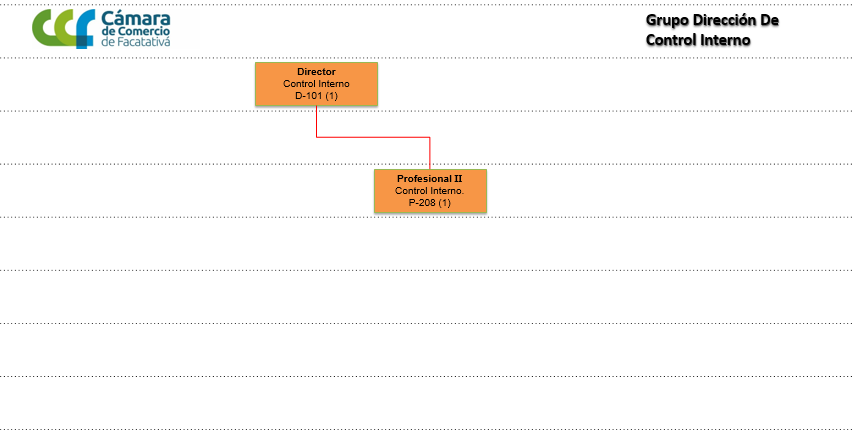 Cámara
de Comercio
de Facatativá
Grupo Dirección De
Control Interno
Director
Control Interno
D-101 (1)
Profesional II
Control Interno.
P-208 (1)